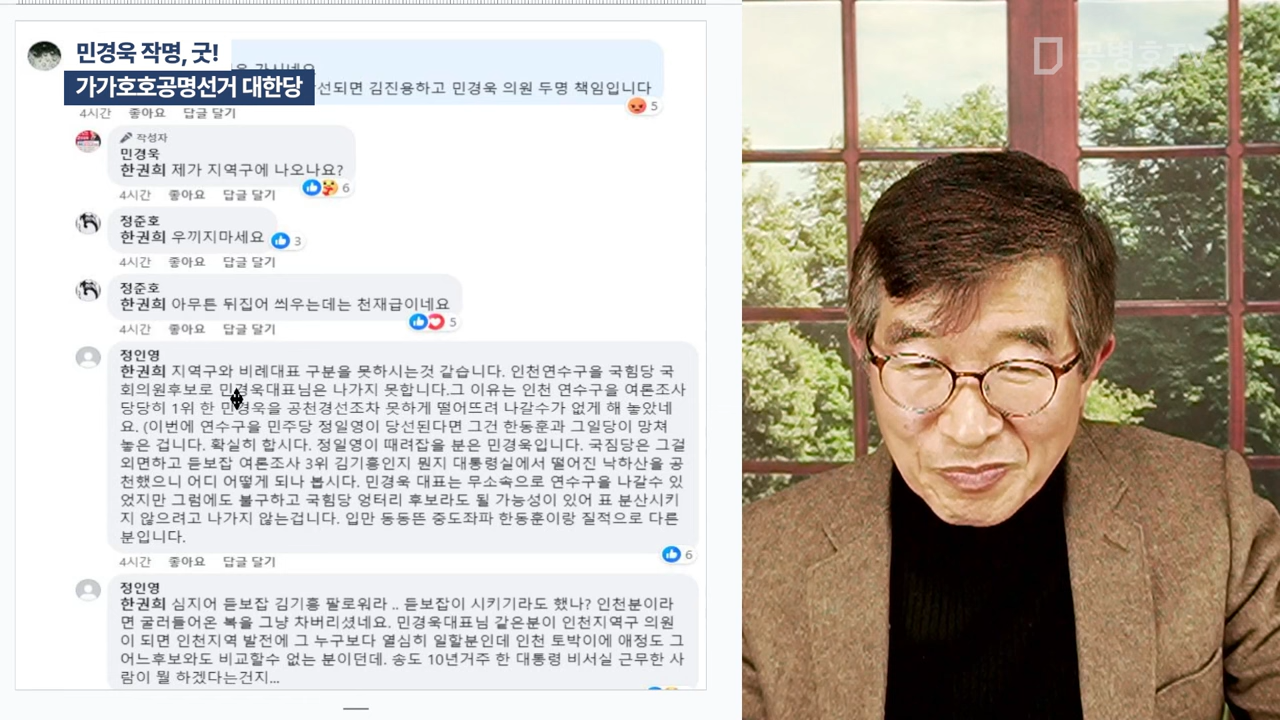 민경욱 작명, 굿!
가가호호공명선거 대한당
공병호TV
선되면 김진용하고 민경욱 의원 두명 책임입니다
5
4시간 좋아요 답글 달기
작성자
민경욱
한권희 제가 지역구에 나오나요?
6
4시간 좋아요 답글 달기
정준호
한권희 우끼지마세요
3
4시간 좋아요 답글 달기
정준호
한권희 아무튼 뒤집어 씌우는데는 천재급이네요
5
4시간 좋아요 답글 달기
정인영
한권희 지역구와 비례대표 구분을 못하시는것 같습니다. 인천연수구을 국힘당 국
회의원후보로 민경욱대표님은 나가지 못합니다.그 이유는 인천 연수구을 여론조사
당당히 1위 한 민경욱을 공천경선조차 못하게 떨어뜨려 나갈수가 없게 해 놓았네
요. (이번에 연수구을 민주당 정일영이 당선된다면 그건 한동훈과 그일당이 망쳐
놓은 겁니다. 확실히 합시다. 정일영이 때려잡을 분은 민경욱입니다. 국짐당은 그걸
외면하고 듣보잡 여론조사 3위 김기흥인지 뭔지 대통령실에서 떨어진 낙하산을 공
천했으니 어디 어떻게 되나 봅시다. 민경욱 대표는 무소속으로 연수구을 나갈수 있
었지만 그럼에도 불구하고 국힘당 엉터리 후보라도 될 가능성이 있어 표 분산시키
지 않으려고 나가지 않는겁니다. 입만 동동뜬 중도좌파 한동훈이랑 질적으로 다른
분입니다.
6
4시간 좋아요 답글 달기
정인영
한권희 심지어 듣보잡 김기흥 팔로워라 .. 듣보잡이 시키기라도 했나? 인천분이라
면 굴러들어온 복을 그냥 차버리셨네요. 민경욱대표님 같은분이 인천지역구 의원
이 되면 인천지역 발전에 그 누구보다 열심히 일할분인데 인천 토박이에 애정도 그
어느후보와도 비교할수 없는 분이던데. 송도 10년거주 한 대통령 비서실 근무한 사
람이 뭘 하겠다는건지...